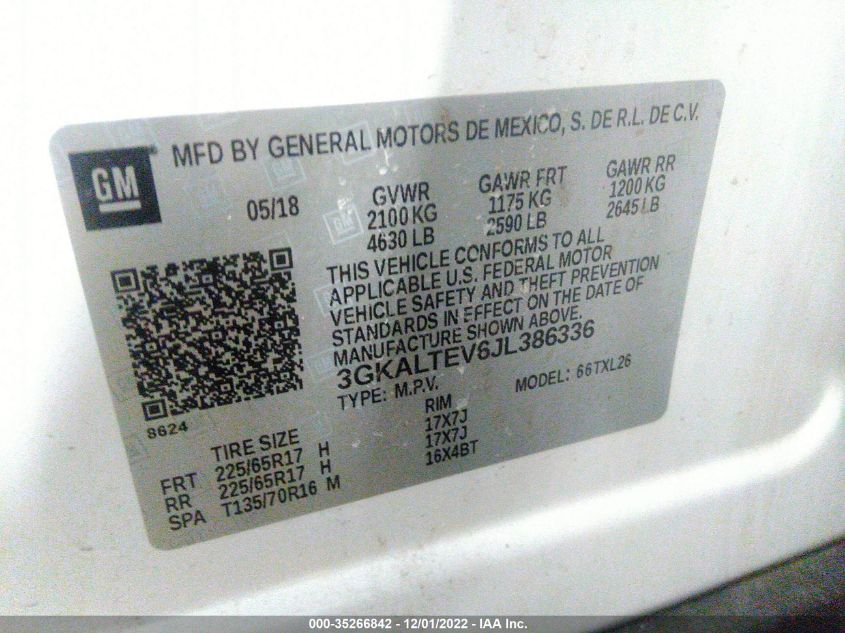 MFD BY GENERAL MOTORS DE MEXICO, S. DE R.L. DE C.V.
GM
05/18
GVWR
2100 KG
4630 LB
GAWR FRT
1175 KG
2590 LB
GAWR RR
1200 KG
2645 LB
THIS VEHICLE CONFORMS TO ALL
APPLICABLE U.S. FEDERAL MOTOR
VEHICLE SAFETY AND THEFT PREVENTION
STANDARDS IN EFFECT ON THE DATE OF
MANUFACTURE SHOWN ABOVE.
3GKALTEV6JL386336
TYPE: M.P.V.
MODEL: 66TXL26
8624
TIRE SIZE
RIM
FRT 225/65R17 H 17X7J
RR 225/65R17 H 17X7J
SPA T135/70R16 M 16X4BT
000-35266842 - 12/01/2022 - IAA Inc.